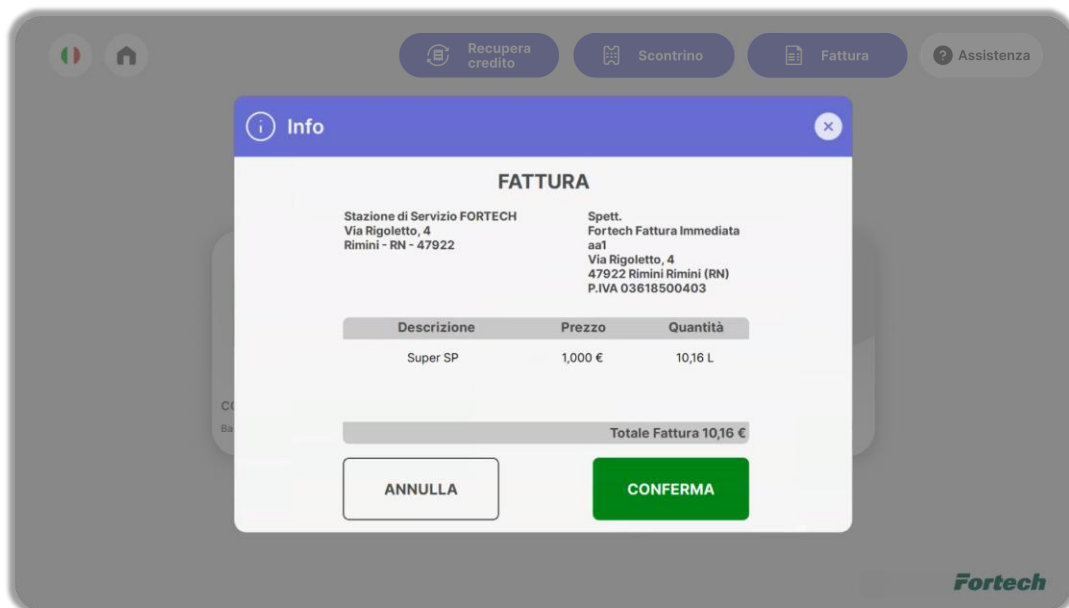 Recupera
credito
Scontrino
Fattura
? Assistenza
i Info
FATTURA
Stazione di Servizio FORTECH
Via Rigoletto, 4
Rimini - RN - 47922
Spett.
Fortech Fattura Immediata
aa1
Via Rigoletto, 4
47922 Rimini Rimini (RN)
P.IVA 03618500403
Descrizione Prezzo Quantità
Super SP 1,000 € 10,16 L
Totale Fattura 10,16 €
ANNULLA CONFERMA
Fortech